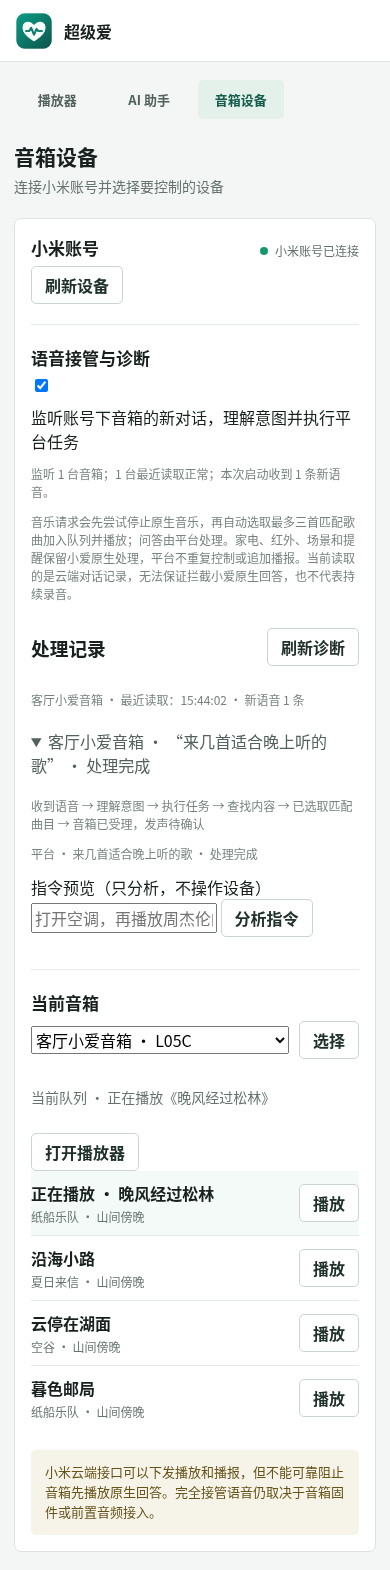 超级爱
播放器 AI 助手 音箱设备
音箱设备
连接小米账号并选择要控制的设备
小米账号
小米账号已连接
刷新设备
语音接管与诊断
监听账号下音箱的新对话，理解意图并执行平
台任务
监听 1 台音箱；1 台最近读取正常；本次启动收到 1 条新语
音。
音乐请求会先尝试停止原生音乐，再自动选取最多三首匹配歌
曲加入队列并播放；问答由平台处理。家电、红外、场景和提
醒保留小爱原生处理，平台不重复控制或追加播报。当前读取
的是云端对话记录，无法保证拦截小爱原生回答，也不代表持
续录音。
处理记录
刷新诊断
客厅小爱音箱 · 最近读取：15:44:02 · 新语音 1 条
▼ 客厅小爱音箱 · “来几首适合晚上听的
歌” · 处理完成
收到语音 → 理解意图 → 执行任务 → 查找内容 → 已选取匹配
曲目 → 音箱已受理，发声待确认
平台 · 来几首适合晚上听的歌 · 处理完成
指令预览（只分析，不操作设备）
打开空调，再播放周杰伦 分析指令
当前音箱
客厅小爱音箱 · L05C 选择
当前队列 · 正在播放《晚风经过松林》
打开播放器
正在播放 · 晚风经过松林
纸船乐队 · 山间傍晚
播放
沿海小路
夏日来信 · 山间傍晚
播放
云停在湖面
空谷 · 山间傍晚
播放
暮色邮局
纸船乐队 · 山间傍晚
播放
小米云端接口可以下发播放和播报，但不能可靠阻止
音箱先播放原生回答。完全接管语音仍取决于音箱固
件或前置音频接入。